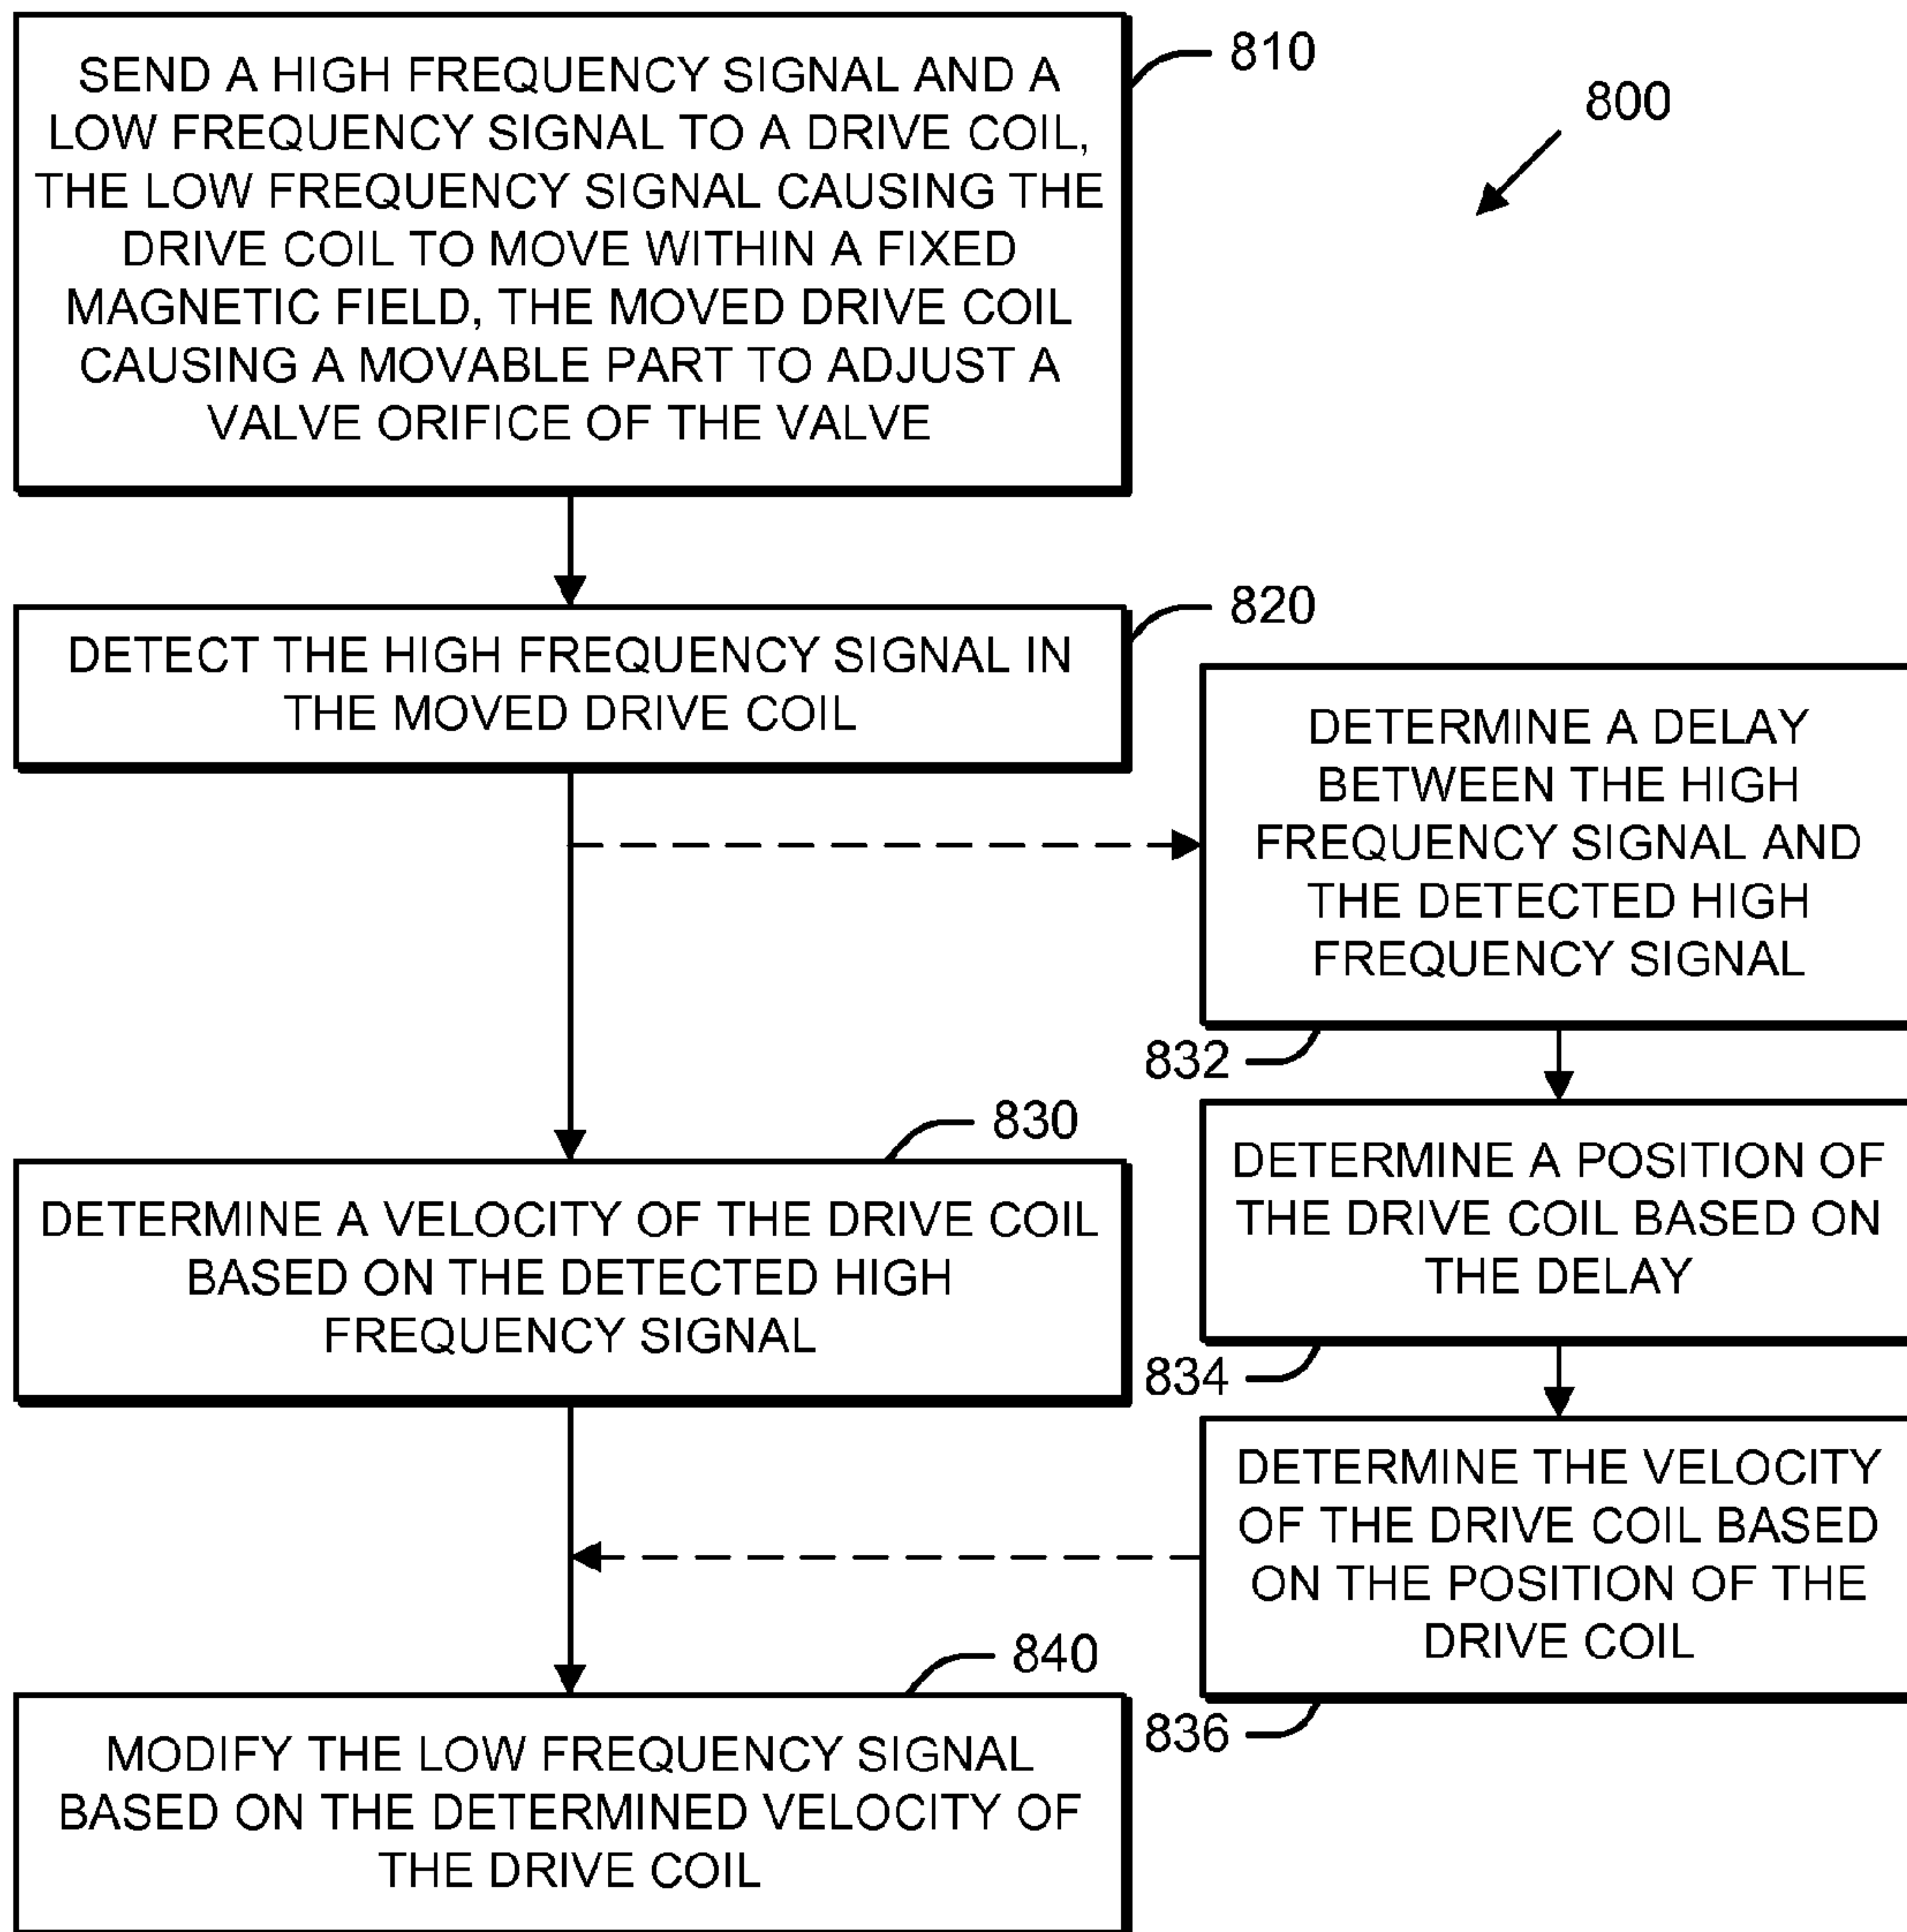 SEND A HIGH FREQUENCY SIGNAL AND A
LOW FREQUENCY SIGNAL TO A DRIVE COIL,
THE LOW FREQUENCY SIGNAL CAUSING THE
DRIVE COIL TO MOVE WITHIN A FIXED
MAGNETIC FIELD, THE MOVED DRIVE COIL
CAUSING A MOVABLE PART TO ADJUST A
VALVE ORIFICE OF THE VALVE
810
800
DETECT THE HIGH FREQUENCY SIGNAL IN
THE MOVED DRIVE COIL
820
DETERMINE A DELAY
BETWEEN THE HIGH
FREQUENCY SIGNAL AND
THE DETECTED HIGH
FREQUENCY SIGNAL
832
830
DETERMINE A VELOCITY OF THE DRIVE COIL
BASED ON THE DETECTED HIGH
FREQUENCY SIGNAL
DETERMINE A POSITION OF
THE DRIVE COIL BASED ON
THE DELAY
834
DETERMINE THE VELOCITY
OF THE DRIVE COIL BASED
ON THE POSITION OF THE
DRIVE COIL
836
840
MODIFY THE LOW FREQUENCY SIGNAL
BASED ON THE DETERMINED VELOCITY OF
THE DRIVE COIL